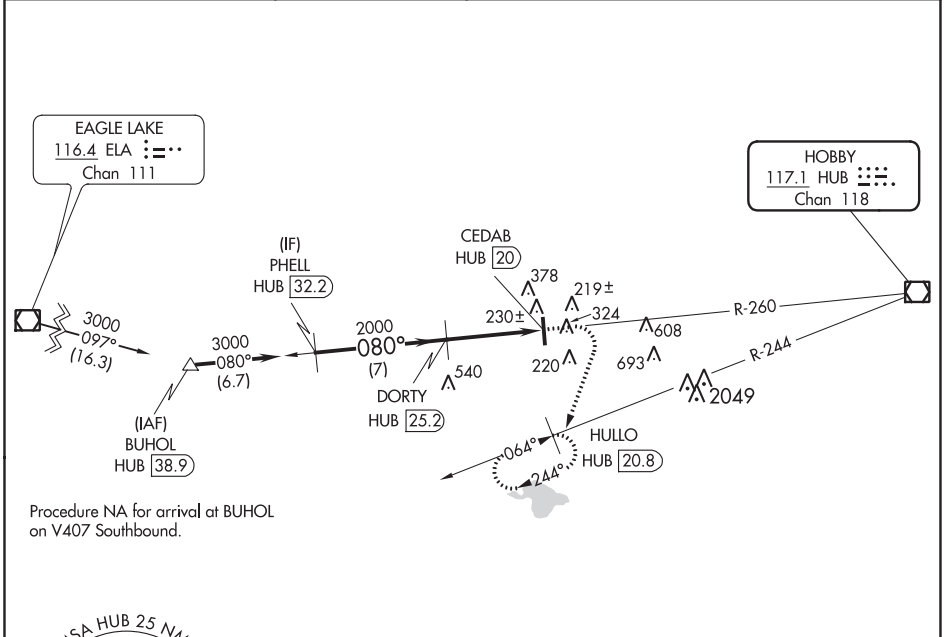 EAGLE LAKE
116.4 ELA
Chan 111
HOBBY
117.1 HUB
Chan 118
(IF)
PHELL
HUB 32.2
CEDAB
HUB 20
378
219±
230±
324
608
220
693
R-260
R-244
2049
3000
097°
(16.3)
3000
080°
(6.7)
2000
080°
(7)
540
DORTY
HUB 25.2
(IAF)
BUHOL
HUB 38.9
064°
244°
HULLO
HUB 20.8
Procedure NA for arrival at BUHOL
on V407 Southbound.
SA HUB 25 N